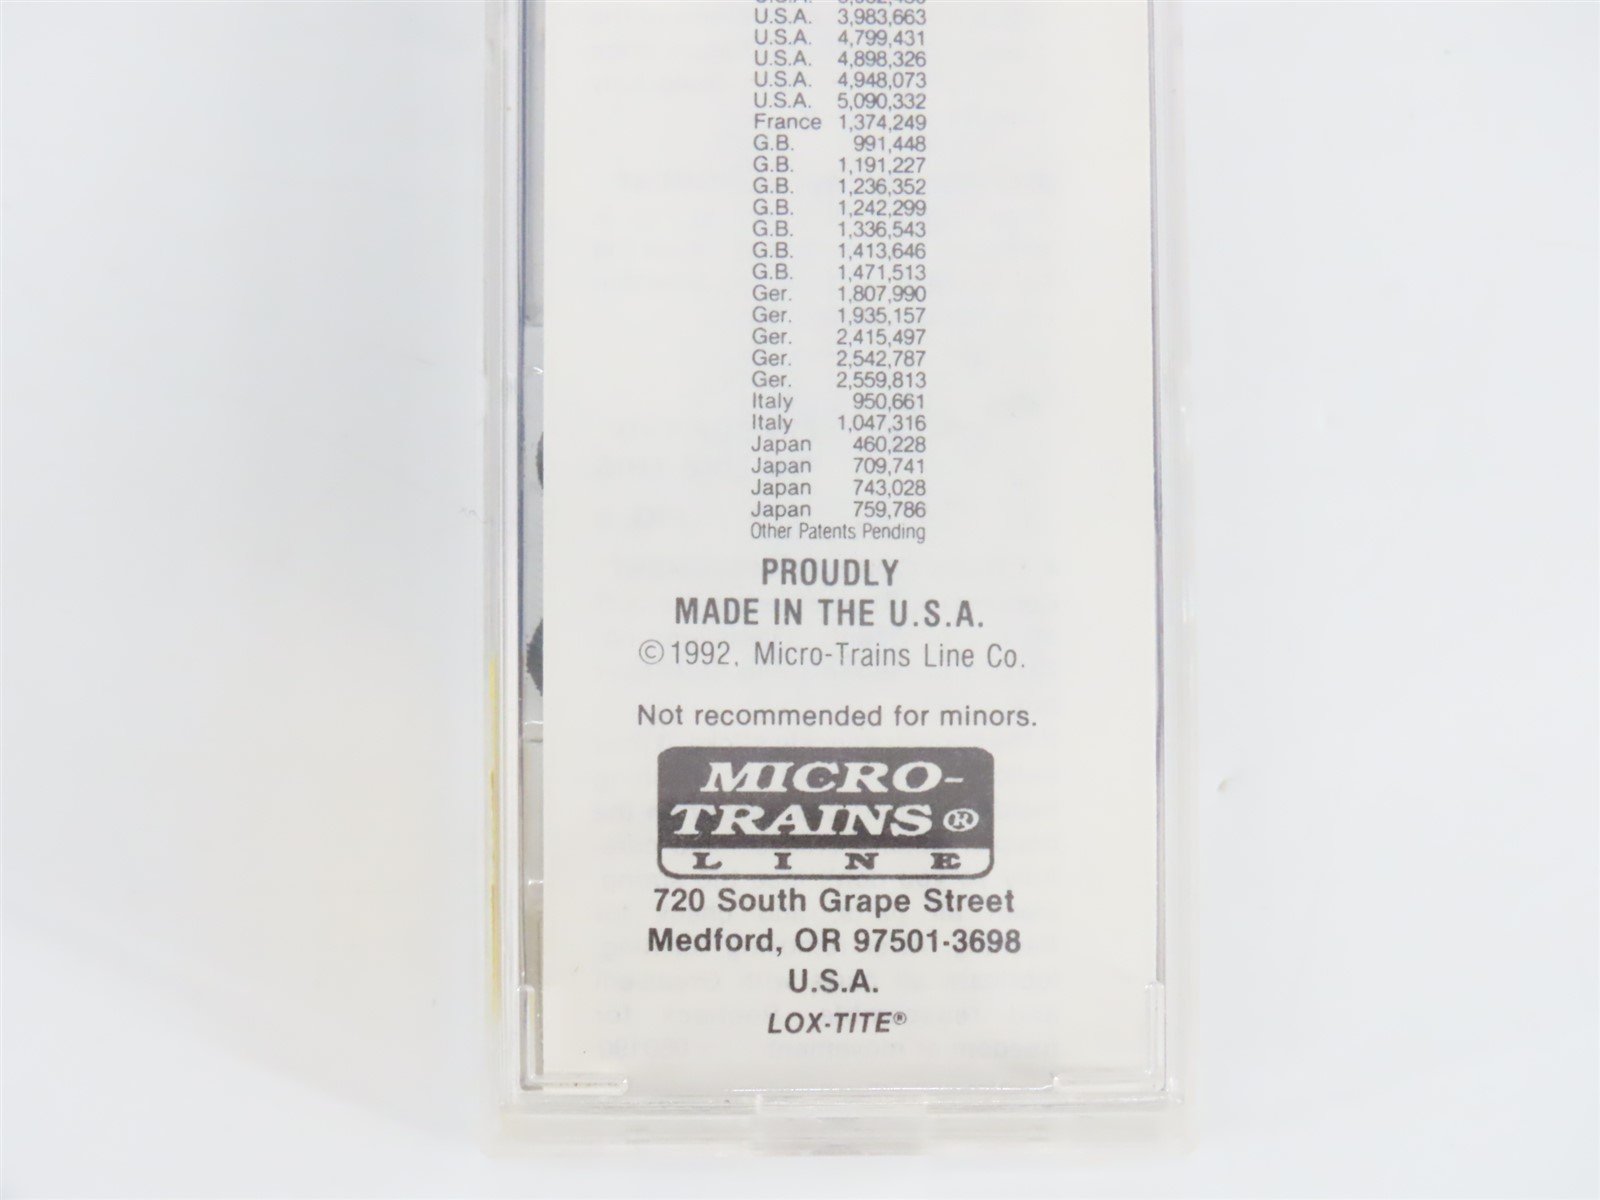 U.S.A. 3,983,663
U.S.A. 4,799,431
U.S.A. 4,898,326
U.S.A. 4,948,073
U.S.A. 5,090,332
France 1,374,249
G.B. 991,448
G.B. 1,191,227
G.B. 1,236,352
G.B. 1,242,299
G.B. 1,336,543
G.B. 1,413,646
G.B. 1,471,513
Ger. 1,807,990
Ger. 1,935,157
Ger. 2,415,497
Ger. 2,542,787
Ger. 2,559,813
Italy 950,661
Italy 1,047,316
Japan 460,228
Japan 709,741
Japan 743,028
Japan 759,786
Other Patents Pending
PROUDLY
MADE IN THE U.S.A.
©1992, Micro-Trains Line Co.
Not recommended for minors.
MICRO-
TRAINS®
LINE
720 South Grape Street
Medford, OR 97501-3698
U.S.A.
LOX-TITE®